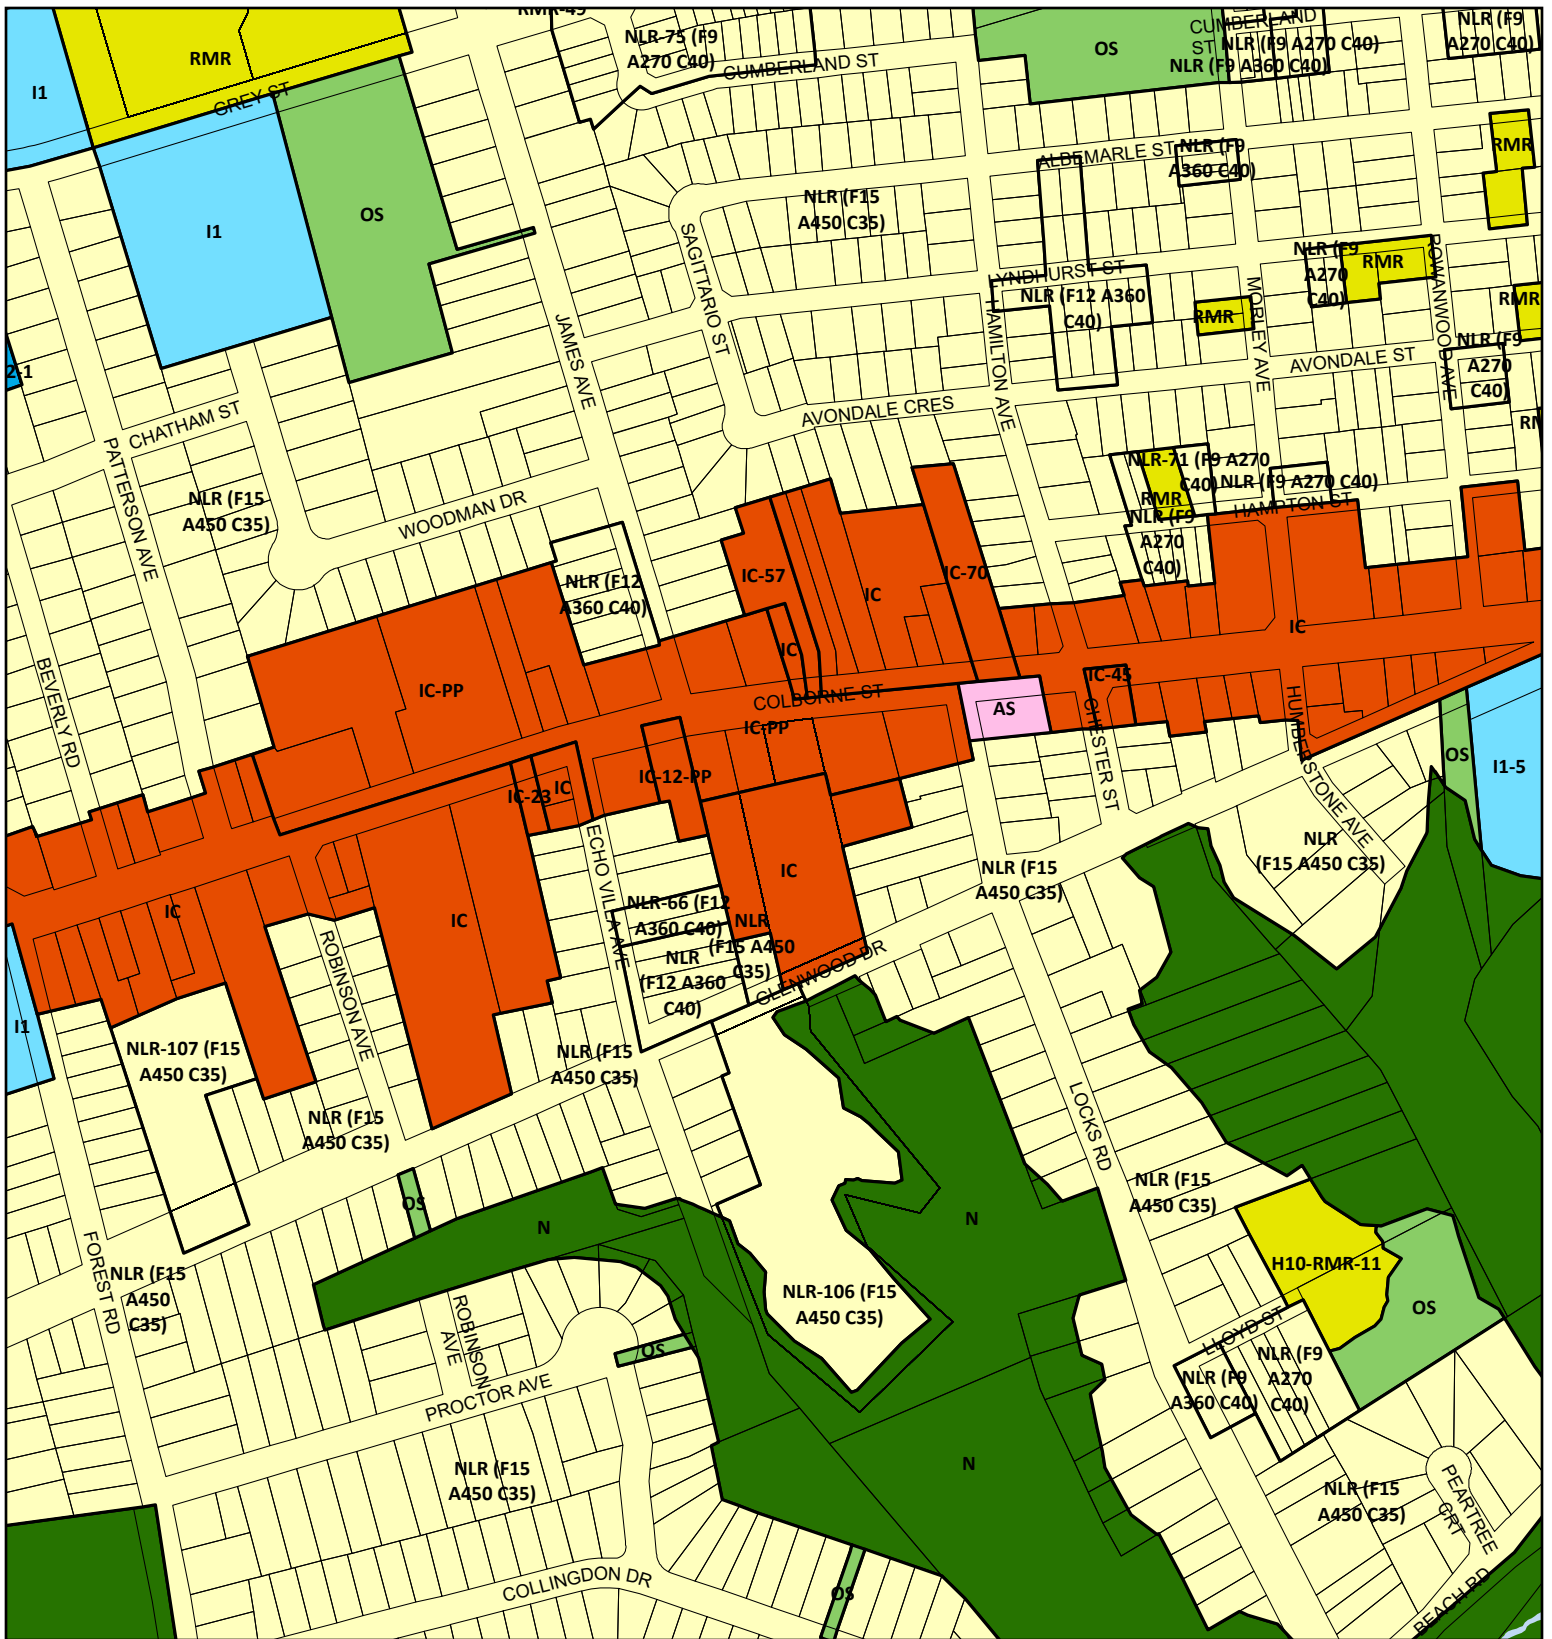 RMR-49
CUMBERLAND
ST
NLR (F9
A270 C40)
NLR-75 (F9
A270 C40)
OS
NLR (F9 A270 C40)
NLR (F9 A360 C40)
RMR
CUMBERLAND ST
I1
GREY ST
RMR
ALBEMARLE ST
NLR (F9
A360 C40)
NLR (F15
A450 C35)
OS
I1
SAGITTARIO ST
LYNDHURST ST
NLR (F9
A270
C40)
RMR
ROWANWOOD AVE
NLR (F12 A360
C40)
RMR
RMR
MORLEY AVE
HAMILTON AVE
JAMES AVE
2-1
AVONDALE ST
NLR (F9
A270
C40)
CHATHAM ST
AVONDALE CRES
PATTERSON AVE
NLR-71 (F9 A270
C40)
NLR (F9 A270 C40)
RMR
HAMPTON ST
NLR (F15
A450 C35)
WOODMAN DR
NLR (F9
A270
C40)
NLR (F12
A360 C40)
IC-57
IC
IC-70
IC
IC
BEVERLY RD
IC-PP
COLBORNE ST
IC-PP
AS
IC-45
CHESTER ST
HUMBERSTONE AVE
OS
I1-5
IC-12-PP
IC-23
IC
ECHO VILLA AVE
IC
NLR
(F15 A450 C35)
NLR (F15
A450 C35)
IC
IC
NLR-66 (F12
A360 C40)
NLR
(F15 A450
C35)
NLR
(F12 A360
C40)
GLENWOOD DR
ROBINSON AVE
I1
NLR-107 (F15
A450 C35)
NLR (F15
A450 C35)
NLR (F15
A450 C35)
LOCKS RD
OS
N
N
NLR (F15
A450 C35)
FOREST RD
NLR (F15
A450
C35)
H10-RMR-11
OS
NLR-106 (F15
A450 C35)
ROBINSON
AVE
OS
LLOYD ST
NLR (F9
A270
C40)
NLR (F9
A360 C40)
PROCTOR AVE
NLR (F15
A450 C35)
N
NLR (F15
A450 C35)
PEARTREE
CRT
COLLINGDON DR
OS
BEACH RD